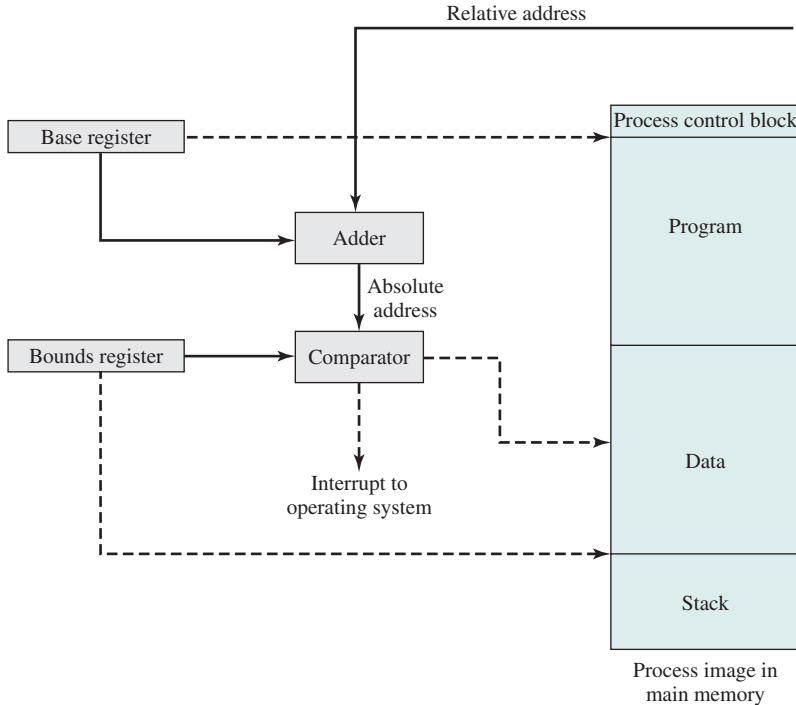 Relative address
Process control block
Base register
Program
Adder
Absolute
address
Bounds register
Comparator
Data
Interrupt to
operating system
Stack
Process image in
main memory